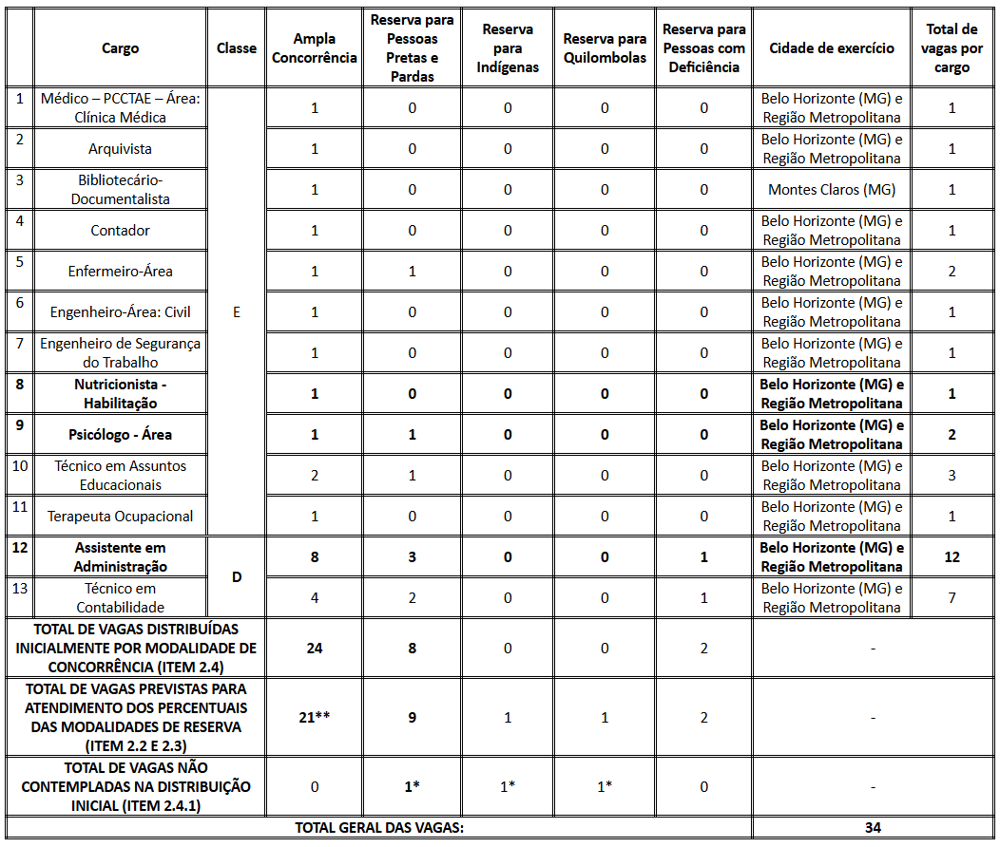 Cargo
Classe
Ampla
Concorrência
Reserva para
Pessoas
Pretas e
Pardas
Reserva
para
Indígenas
Reserva para
Quilombolas
Reserva para
Pessoas com
Deficiência
Cidade de exercício
Total de
vagas por
cargo
1
Médico – PCCTAE – Área:
Clínica Médica
E
1
0
0
0
0
Belo Horizonte (MG) e
Região Metropolitana
1
2
Arquivista
1
0
0
0
0
Belo Horizonte (MG) e
Região Metropolitana
1
3
Bibliotecário-
Documentalista
1
0
0
0
0
Montes Claros (MG)
1
4
Contador
1
0
0
0
0
Belo Horizonte (MG) e
Região Metropolitana
1
5
Enfermeiro-Área
1
1
0
0
0
Belo Horizonte (MG) e
Região Metropolitana
2
6
Engenheiro-Área: Civil
1
0
0
0
0
Belo Horizonte (MG) e
Região Metropolitana
1
7
Engenheiro de Segurança
do Trabalho
1
0
0
0
0
Belo Horizonte (MG) e
Região Metropolitana
1
8
Nutricionista -
Habilitação
1
0
0
0
0
Belo Horizonte (MG) e
Região Metropolitana
1
9
Psicólogo - Área
1
1
0
0
0
Belo Horizonte (MG) e
Região Metropolitana
2
10
Técnico em Assuntos
Educacionais
2
1
0
0
0
Belo Horizonte (MG) e
Região Metropolitana
3
11
Terapeuta Ocupacional
1
0
0
0
0
Belo Horizonte (MG) e
Região Metropolitana
1
12
Assistente em
Administração
D
8
3
0
0
1
Belo Horizonte (MG) e
Região Metropolitana
12
13
Técnico em
Contabilidade
4
2
0
0
1
Belo Horizonte (MG) e
Região Metropolitana
7
TOTAL DE VAGAS DISTRIBUÍDAS
INICIALMENTE POR MODALIDADE DE
CONCORRÊNCIA (ITEM 2.4)
24
8
0
0
2
-
TOTAL DE VAGAS PREVISTAS PARA
ATENDIMENTO DOS PERCENTUAIS
DAS MODALIDADES DE RESERVA
(ITEM 2.2 E 2.3)
21**
9
1
1
2
-
TOTAL DE VAGAS NÃO
CONTEMPLADAS NA DISTRIBUIÇÃO
INICIAL (ITEM 2.4.1)
0
1*
1*
1*
0
-
TOTAL GERAL DAS VAGAS:
34